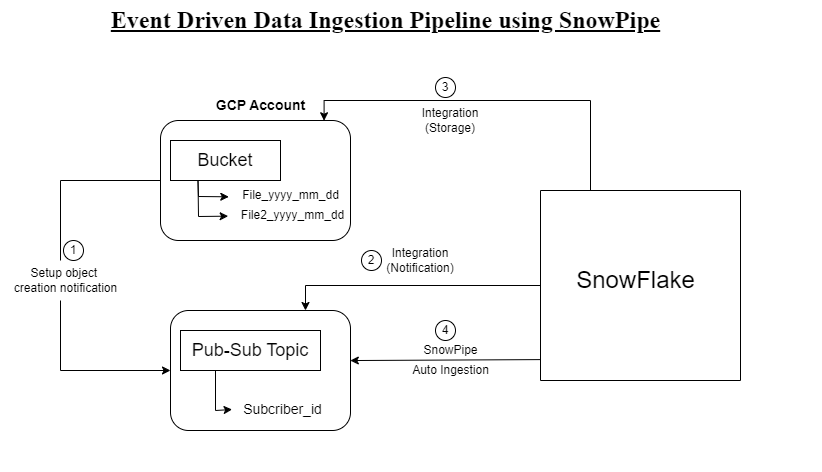 Event Driven Data Ingestion Pipeline using SnowPipe
3
GCP Account
Integration
(Storage)
Bucket
File_yyyy_mm_dd
File2_yyyy_mm_dd
1
Setup object
creation notification
2
Integration
(Notification)
SnowFlake
4
SnowPipe
Auto Ingestion
Pub-Sub Topic
Subcriber_id